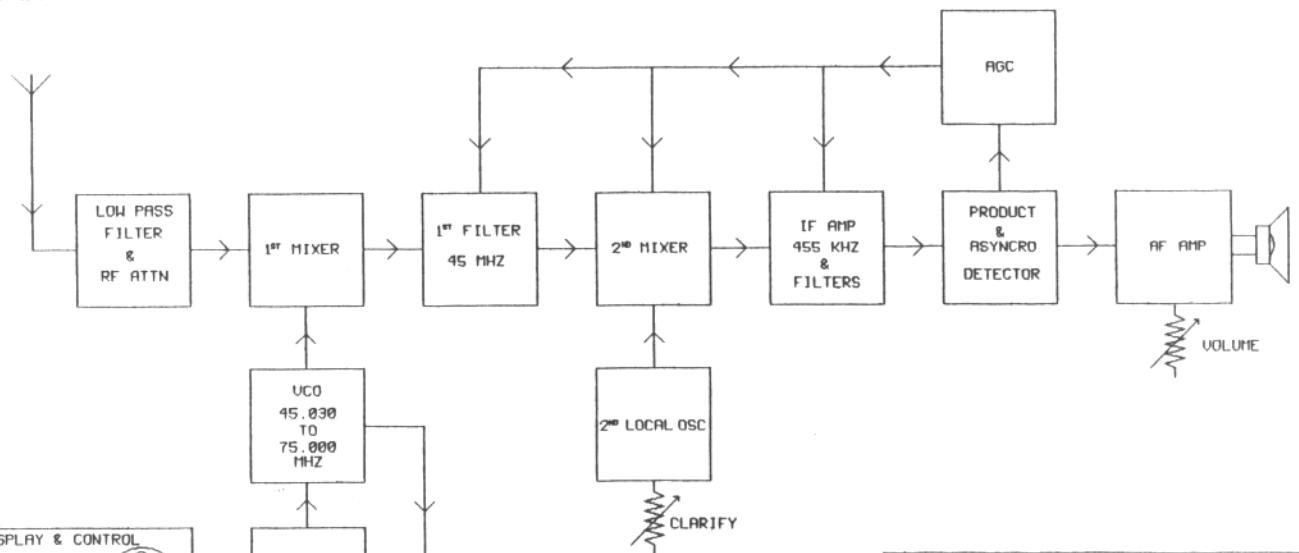 AGC
LOW PASS
FILTER
&
RF ATTN
1ST MIXER
1ST FILTER
45 MHZ
2ND MIXER
IF AMP
455 KHZ
&
FILTERS
PRODUCT
&
ASYNCRO
DETECTOR
AF AMP
VOLUME
VCO
45.030
TO
75.000
MHZ
2ND LOCAL OSC
CLARIFY
SPLAY & CONTROL